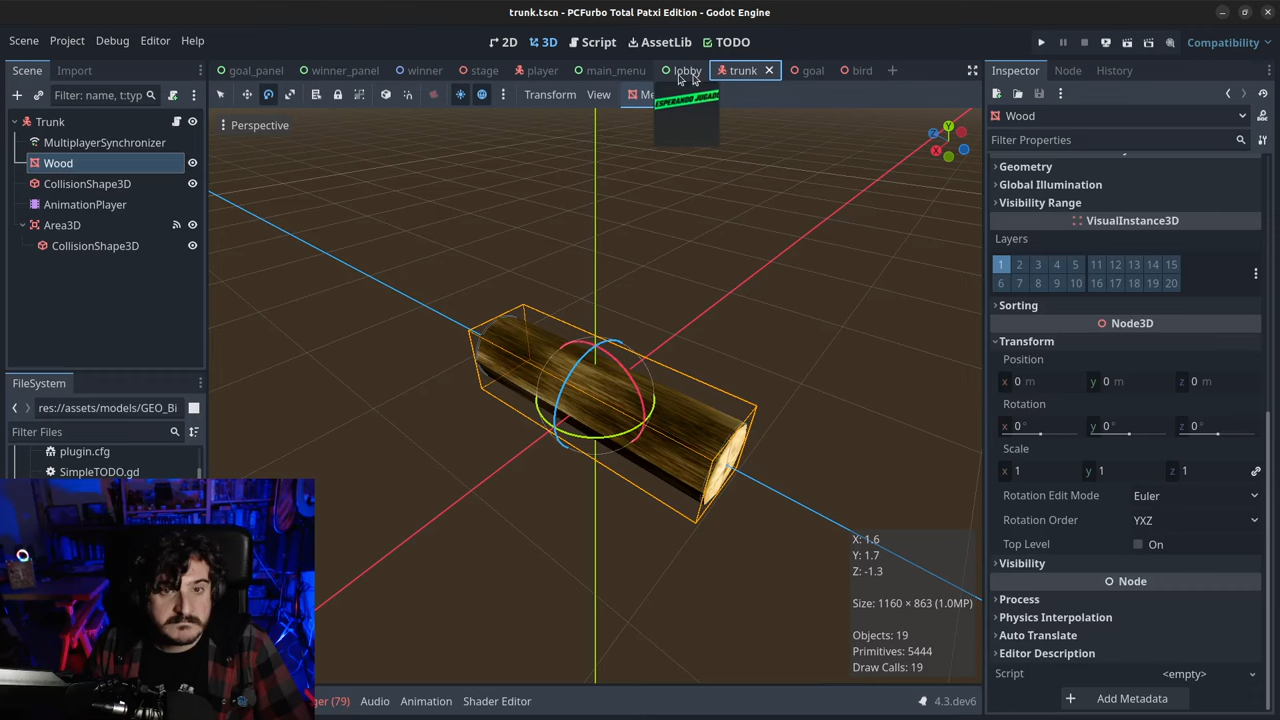 trunk.tscn - PCFurbo Total Patxi Edition - Godot Engine
Scene Project Debug Editor Help
2D 3D Script AssetLib TODO
Compatibility
Scene Import
goal_panel winner_panel winner stage player main_menu lobby trunk goal bird
Inspector Node History
Filter: name, t:typ
Transform View Me
ESPERANDO JUGADO
Trunk
MultiplayerSynchronizer
Wood
CollisionShape3D
AnimationPlayer
Area3D
CollisionShape3D
Perspective
Y
Z
X
FileSystem
res://assets/models/GEO_Bi
Filter Files
plugin.cfg
SimpleTODO.gd
X: 1.6
Y: 1.7
Z: -1.3
Size: 1160 × 863 (1.0MP)
Objects: 19
Primitives: 5444
Draw Calls: 19
ger (79) Audio Animation Shader Editor
4.3.dev6
Wood
Filter Properties
Geometry
Global Illumination
Visibility Range
VisualInstance3D
Layers
1 2 3 4 5 11 12 13 14 15
6 7 8 9 10 16 17 18 19 20
Sorting
Node3D
Transform
Position
x 0 m y 0 m z 0 m
Rotation
x 0° y 0° z 0°
Scale
x 1 y 1 z 1
Rotation Edit Mode Euler
Rotation Order YXZ
Top Level On
Visibility
Node
Process
Physics Interpolation
Auto Translate
Editor Description
Script <empty>
Add Metadata